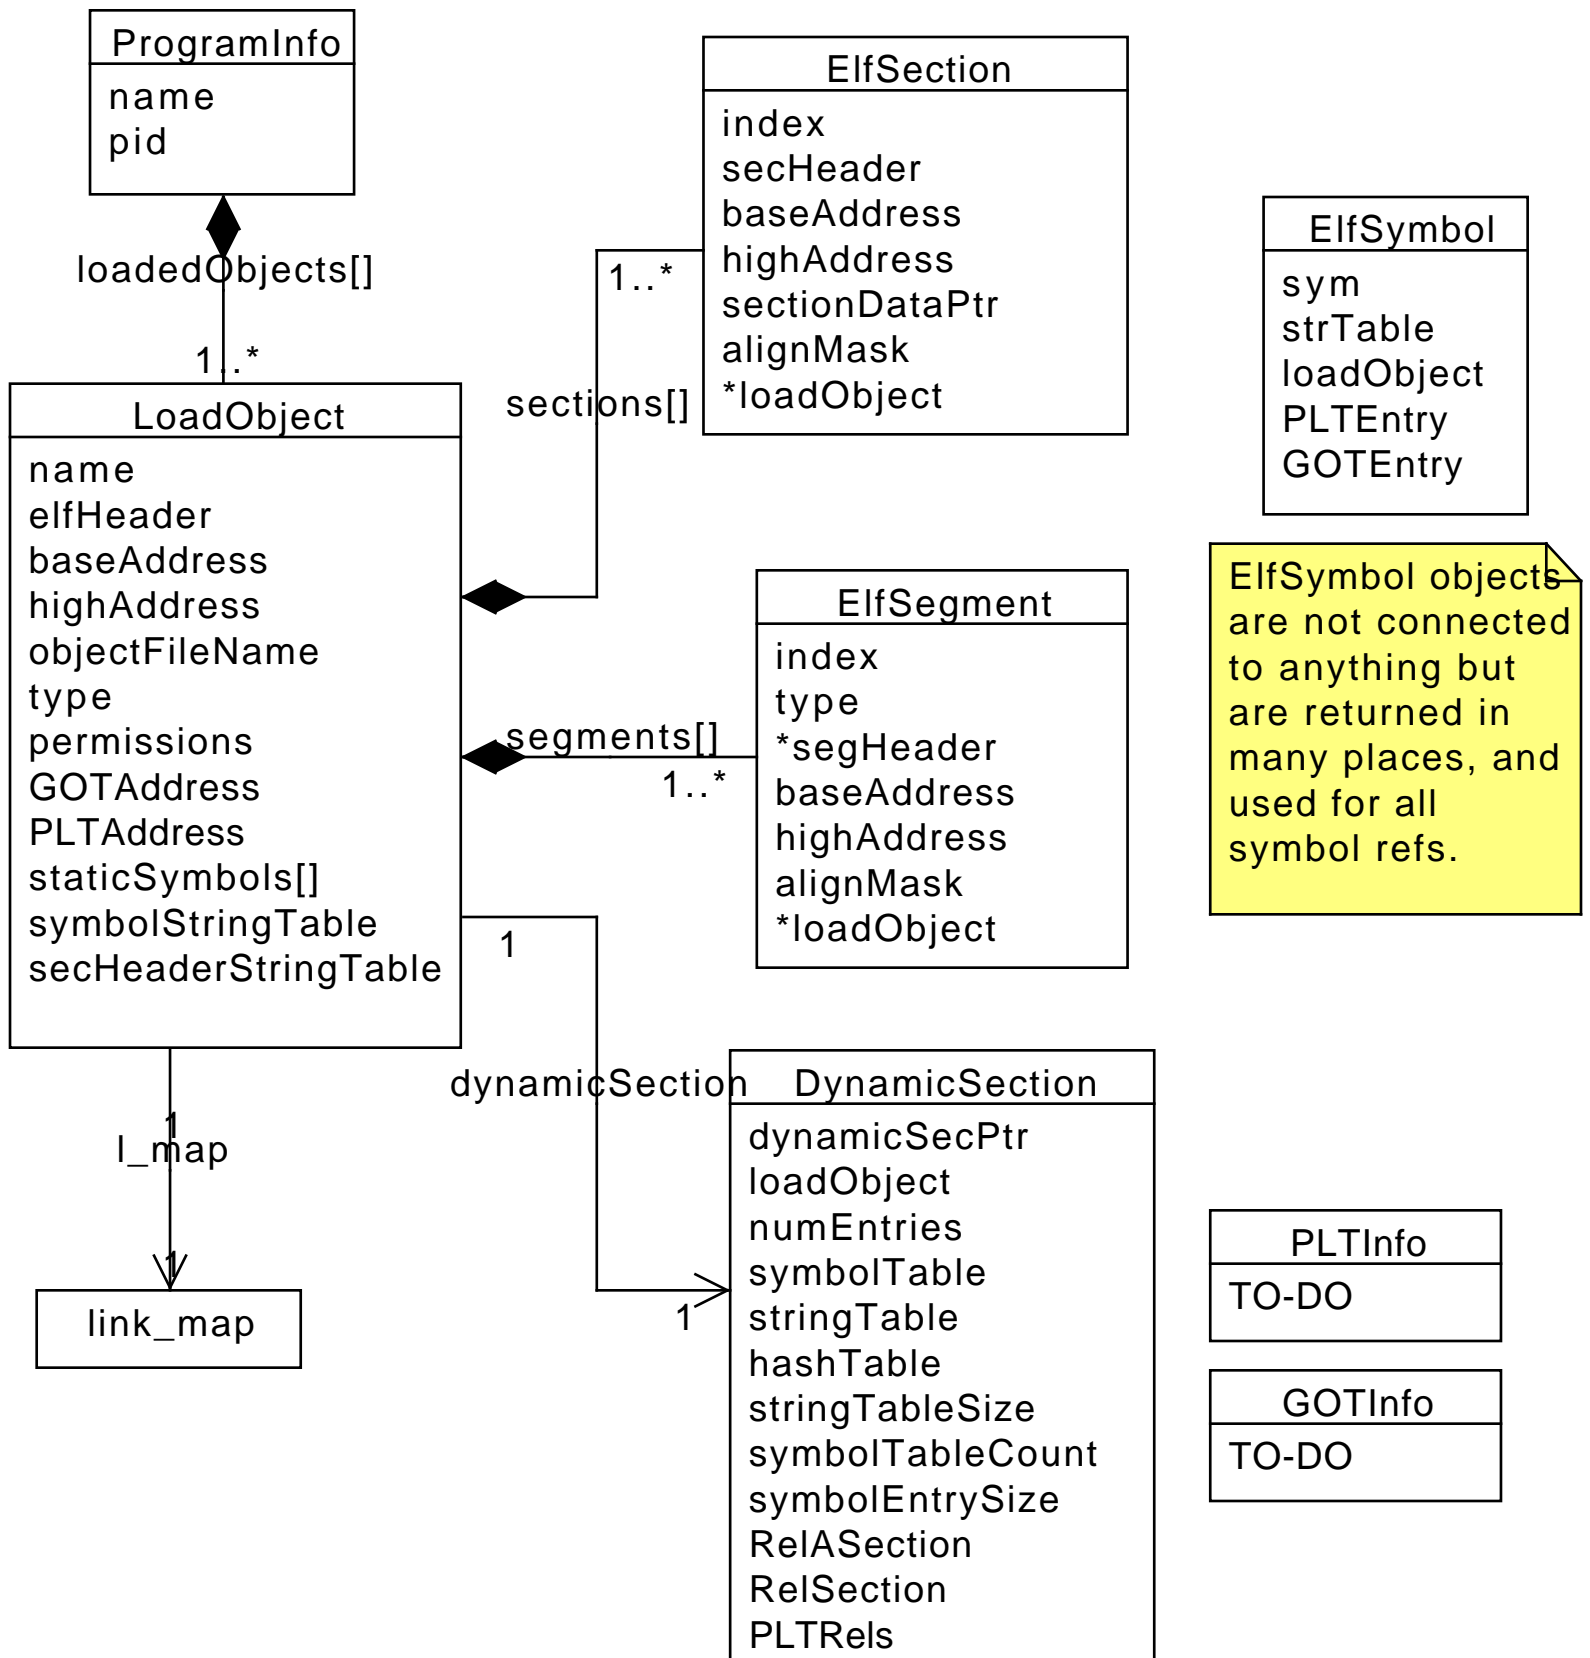 ProgramInfo
name
pid
loadedObjects[]
1..*
LoadObject
name
elfHeader
baseAddress
highAddress
objectFileName
type
permissions
GOTAddress
PLTAddress
staticSymbols[]
symbolStringTable
secHeaderStringTable
ElfSection
index
secHeader
baseAddress
highAddress
sectionDataPtr
alignMask
*loadObject
1..*
sections[]
ElfSegment
index
type
*segHeader
baseAddress
highAddress
alignMask
*loadObject
segments[]
1..*
ElfSymbol
sym
strTable
loadObject
PLTEntry
GOTEntry
ElfSymbol objects
are not connected
to anything but
are returned in
many places, and
used for all
symbol refs.
1
dynamicSection
1
DynamicSection
dynamicSecPtr
loadObject
numEntries
symbolTable
stringTable
hashTable
stringTableSize
symbolTableCount
symbolEntrySize
RelASection
RelSection
PLTRels
1
l_map
1
link_map
PLTInfo
TO-DO
GOTInfo
TO-DO